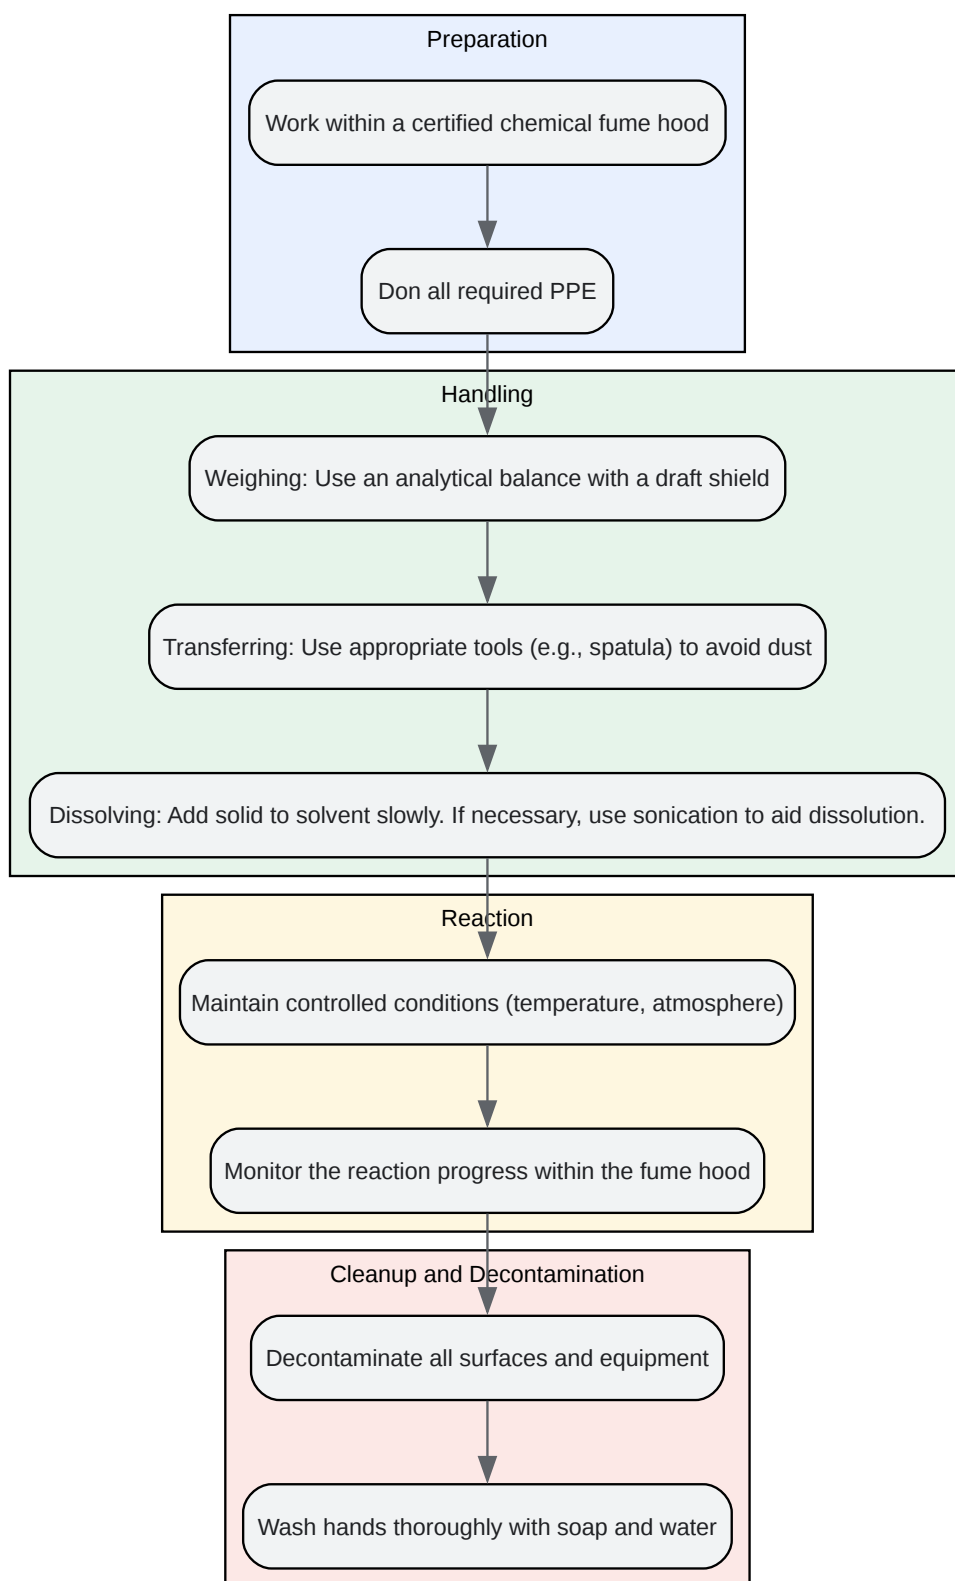 Preparation
Work within a certified chemical fume hood
Don all required PPE
Handling
Weighing: Use an analytical balance with a draft shield
Transferring: Use appropriate tools (e.g., spatula) to avoid dust
Dissolving: Add solid to solvent slowly. If necessary, use sonication to aid dissolution.
Reaction
Maintain controlled conditions (temperature, atmosphere)
Monitor the reaction progress within the fume hood
Cleanup and Decontamination
Decontaminate all surfaces and equipment
Wash hands thoroughly with soap and water